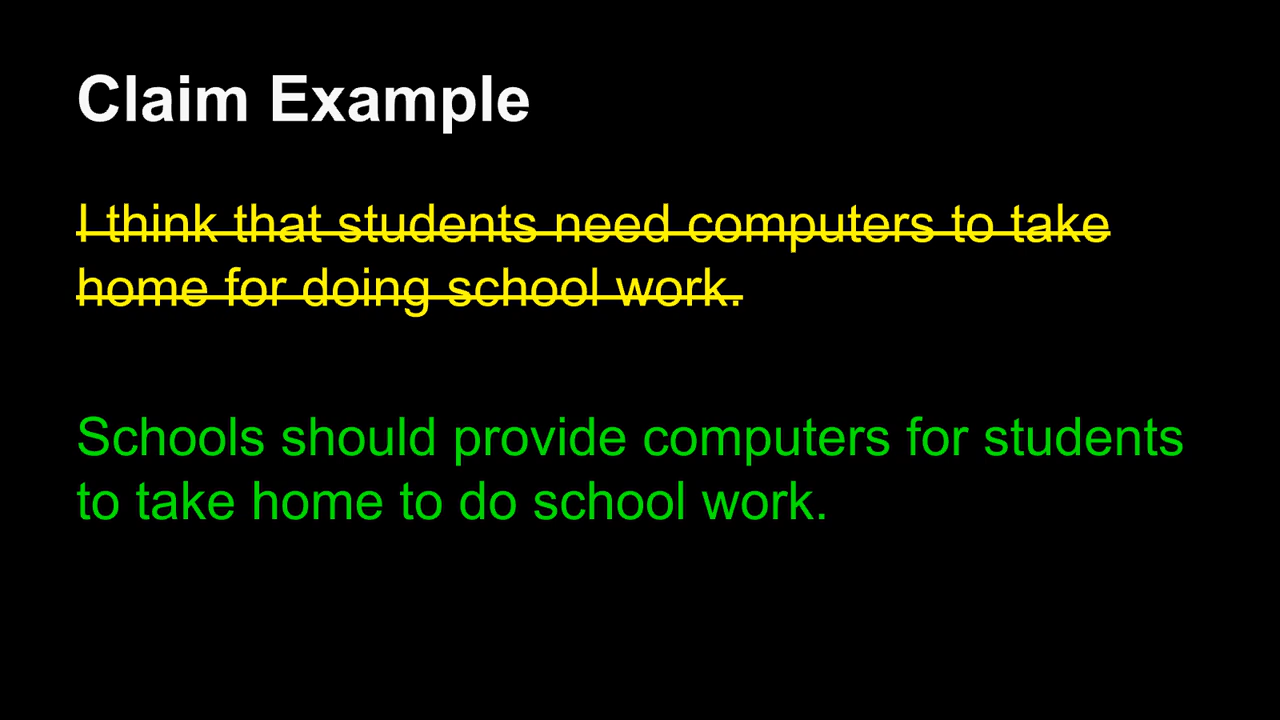 Claim Example
I think that students need computers to take
home for doing school work.
Schools should provide computers for students
to take home to do school work.